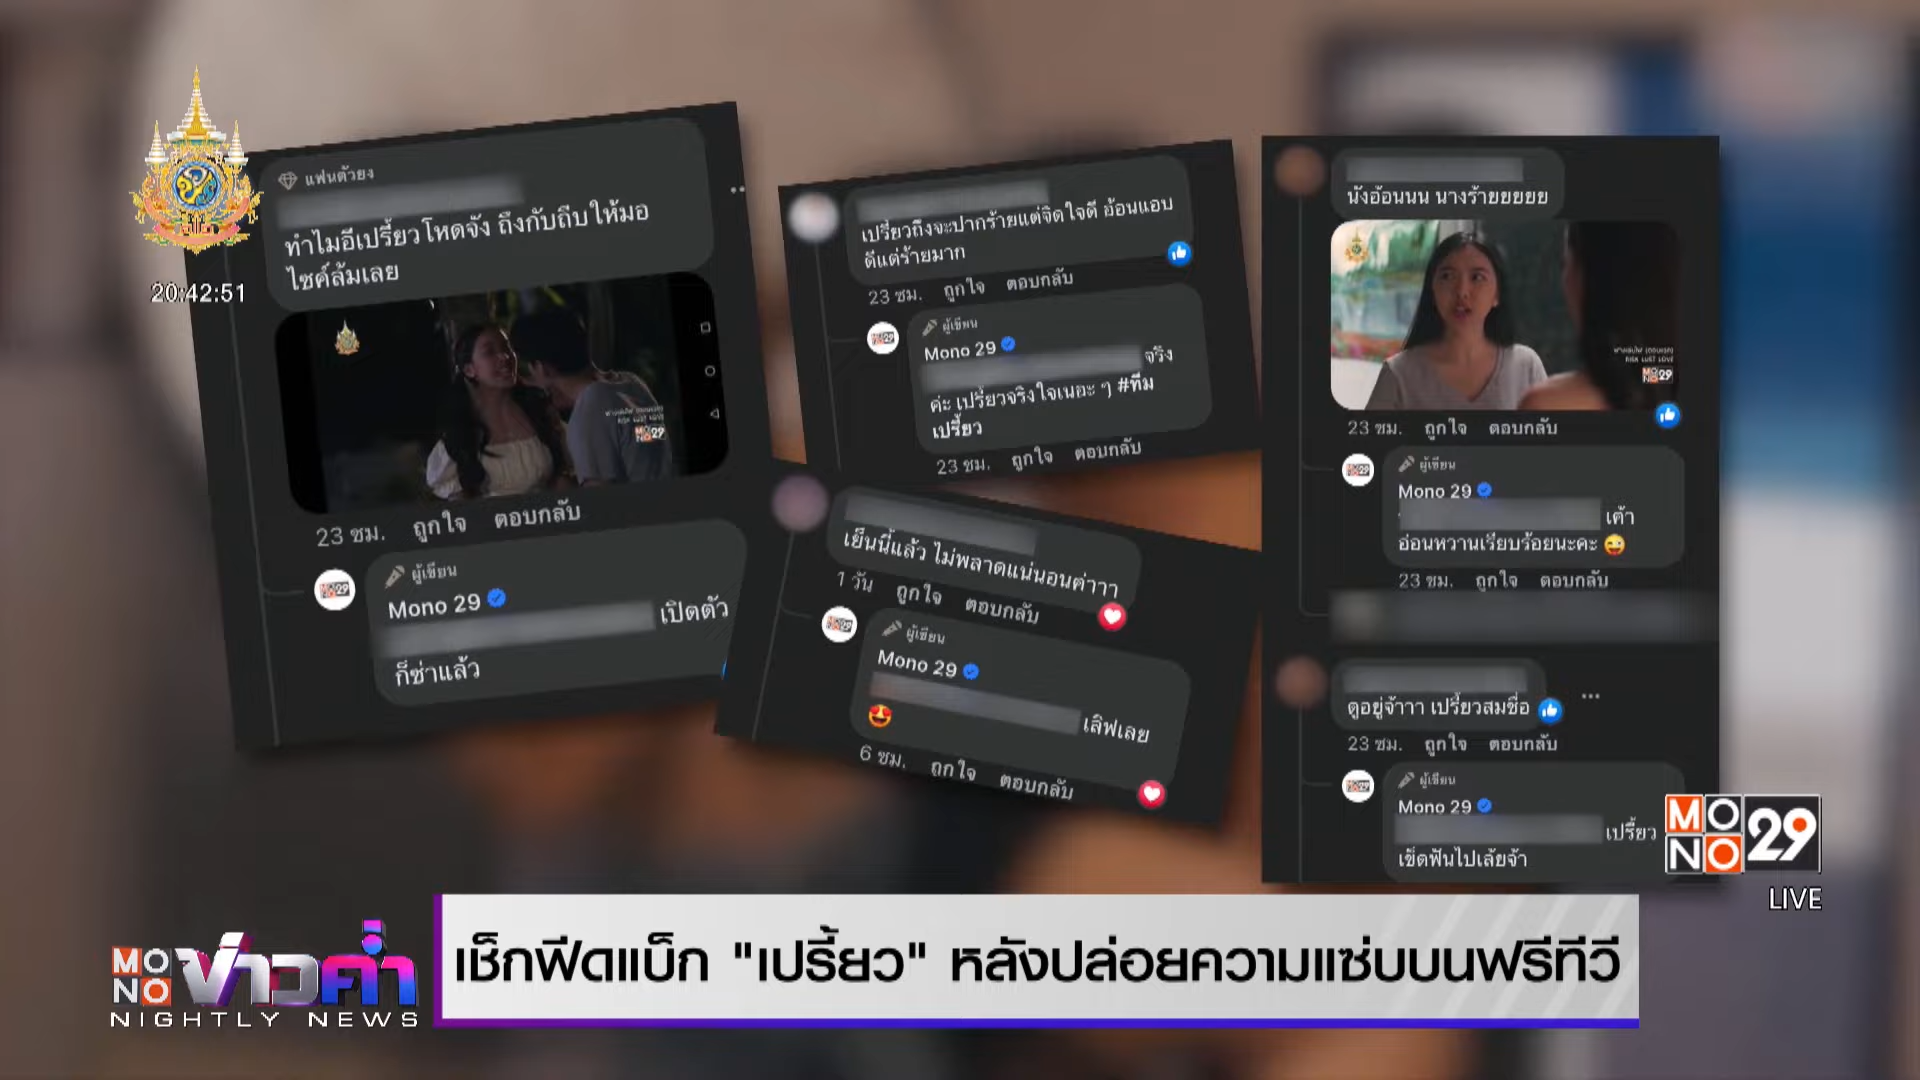 20:42:51
แฟนตัวยง
ทำไมอีเปรี้ยวโหดจัง ถึงกับถีบให้มอ
ไซค์ล้มเลย
MONO29
23 ชม. ถูกใจ ตอบกลับ
ผู้เขียน
Mono 29
เปิดตัว
ก็ซ่าแล้ว
เปรี้ยวถึงจะปากร้ายแต่จิตใจดี อ้อนแอบ
ดีแต่ร้ายมาก
23 ชม. ถูกใจ ตอบกลับ
ผู้เขียน
Mono 29
จริง
ค่ะ เปรี้ยวจริงใจเนอะ ๆ #ทีม
เปรี้ยว
23 ชม. ถูกใจ ตอบกลับ
เย็นนี้แล้ว ไม่พลาดแน่นอนค่าาา
1 วัน ถูกใจ ตอบกลับ
ผู้เขียน
Mono 29
เลิฟเลย
🤩
6 ชม. ถูกใจ ตอบกลับ
นังอ้อนนน นางร้ายยยยย
RISK LUST LOVE
MONO29
23 ชม. ถูกใจ ตอบกลับ
ผู้เขียน
Mono 29
เค้า
อ่อนหวานเรียบร้อยนะคะ 😜
23 ชม. ถูกใจ ตอบกลับ
ดูอยู่จ้าาา เปรี้ยวสมชื่อ
23 ชม. ถูกใจ ตอบกลับ
ผู้เขียน
Mono 29
เปรี้ยว
เข็ดฟันไปเล้ยจ้า
MONO 29
LIVE
MONO ข่าวค่ำ
NIGHTLY NEWS
เช็กฟีดแบ็ก "เปรี้ยว" หลังปล่อยความแซ่บบนฟรีทีวี